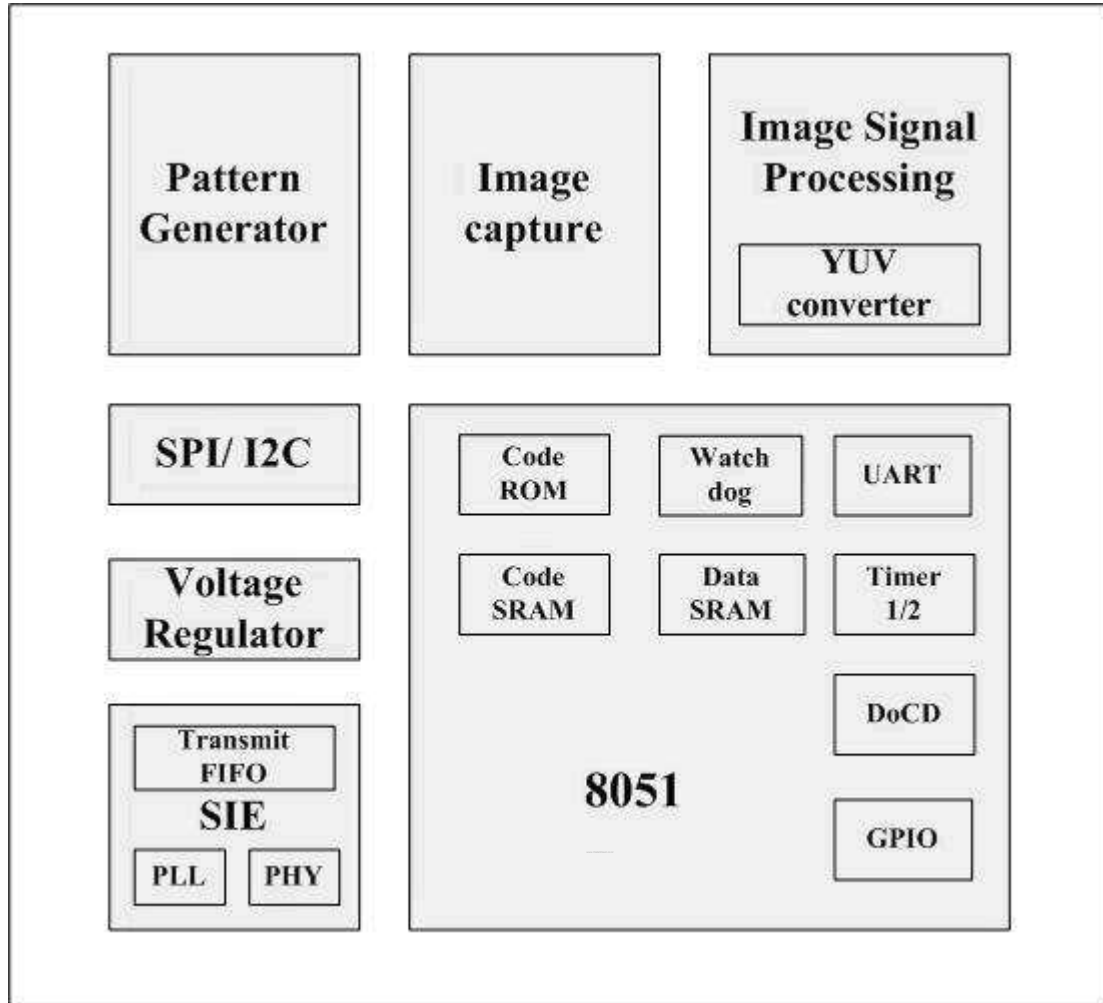 Pattern
Generator
Image
capture
Image Signal
Processing
YUV
converter
SPI/ I2C
Voltage
Regulator
Transmit
FIFO
SIE
PLL
PHY
Code
ROM
Watch
dog
UART
Code
SRAM
Data
SRAM
Timer
1/2
DoCD
8051
GPIO